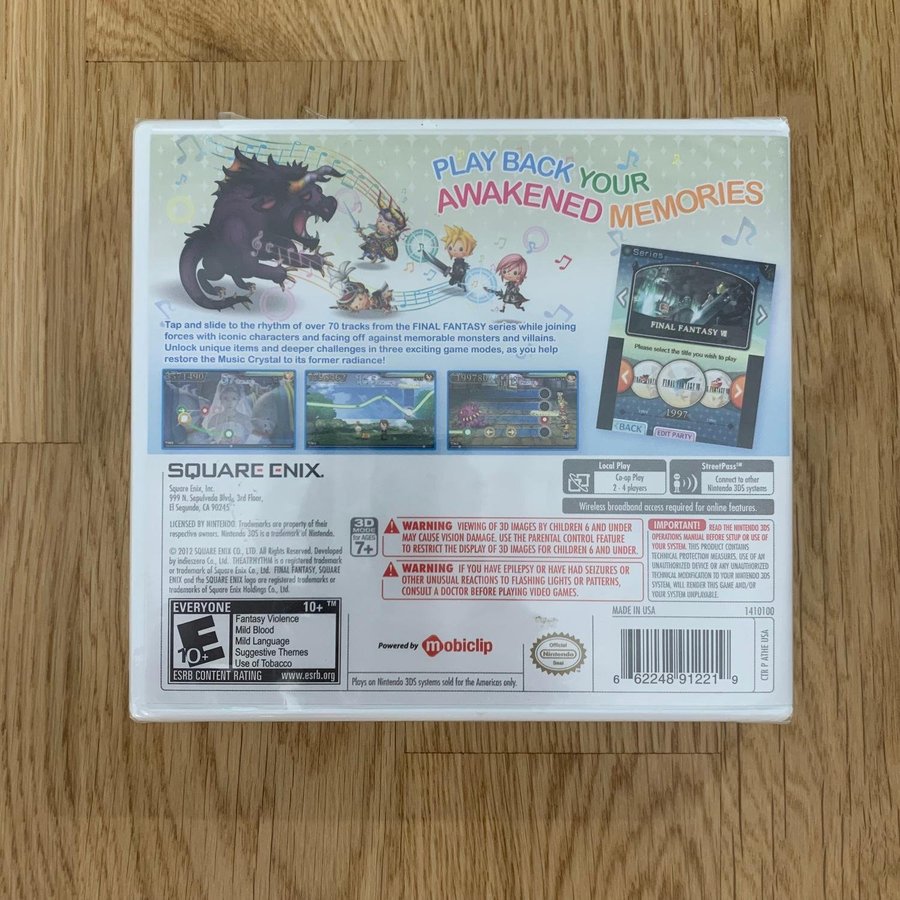 PLAY BACK YOUR
AWAKENED MEMORIES
Series
FINAL FANTASY VII
Please select the title you wish to play
FINAL FANTASY VII
1997
BACK
EDIT PARTY
Tap and slide to the rhythm of over 70 tracks from the FINAL FANTASY series while joining
forces with iconic characters and facing off against memorable monsters and villains.
Unlock unique items and deeper challenges in three exciting game modes, as you help
restore the Music Crystal to its former radiance!
SQUARE ENIX.
Square Enix, Inc.
999 N. Sepulveda Blvd., 3rd Floor,
El Segundo, CA 90245
Local Play
Co-op Play
2 - 4 players
StreetPass™
Connect to other
Nintendo 3DS systems
Wireless broadband access required for online features.
LICENSED BY NINTENDO. Trademarks are property of their
respective owners. Nintendo 3DS is a trademark of Nintendo.
© 2012 SQUARE ENIX CO., LTD. All Rights Reserved. Developed
by indieszero Co., Ltd. THEATRHYTHM is a registered trademark
or trademark of Square Enix Co., Ltd. FINAL FANTASY, SQUARE
ENIX and the SQUARE ENIX logo are registered trademarks or
trademarks of Square Enix Holdings Co., Ltd.
3D
MODE
for AGES
7+
WARNING VIEWING OF 3D IMAGES BY CHILDREN 6 AND UNDER
MAY CAUSE VISION DAMAGE. USE THE PARENTAL CONTROL FEATURE
TO RESTRICT THE DISPLAY OF 3D IMAGES FOR CHILDREN 6 AND UNDER.
WARNING IF YOU HAVE EPILEPSY OR HAVE HAD SEIZURES OR
OTHER UNUSUAL REACTIONS TO FLASHING LIGHTS OR PATTERNS,
CONSULT A DOCTOR BEFORE PLAYING VIDEO GAMES.
IMPORTANT! READ THE NINTENDO 3DS
OPERATIONS MANUAL BEFORE SETUP OR USE OF
YOUR SYSTEM. THIS PRODUCT CONTAINS
TECHNICAL PROTECTION MEASURES. USE OF AN
UNAUTHORIZED DEVICE OR ANY UNAUTHORIZED
TECHNICAL MODIFICATION TO YOUR NINTENDO 3DS
SYSTEM, WILL RENDER THIS GAME AND/OR
YOUR SYSTEM UNPLAYABLE.
MADE IN USA
1410100
EVERYONE 10+™
E
10+
Fantasy Violence
Mild Blood
Mild Language
Suggestive Themes
Use of Tobacco
ESRB CONTENT RATING www.esrb.org
Powered by mobiclip
Official
Nintendo
Seal
Plays on Nintendo 3DS systems sold for the Americas only.
6 62248 91221 9
CTR P ATHE USA